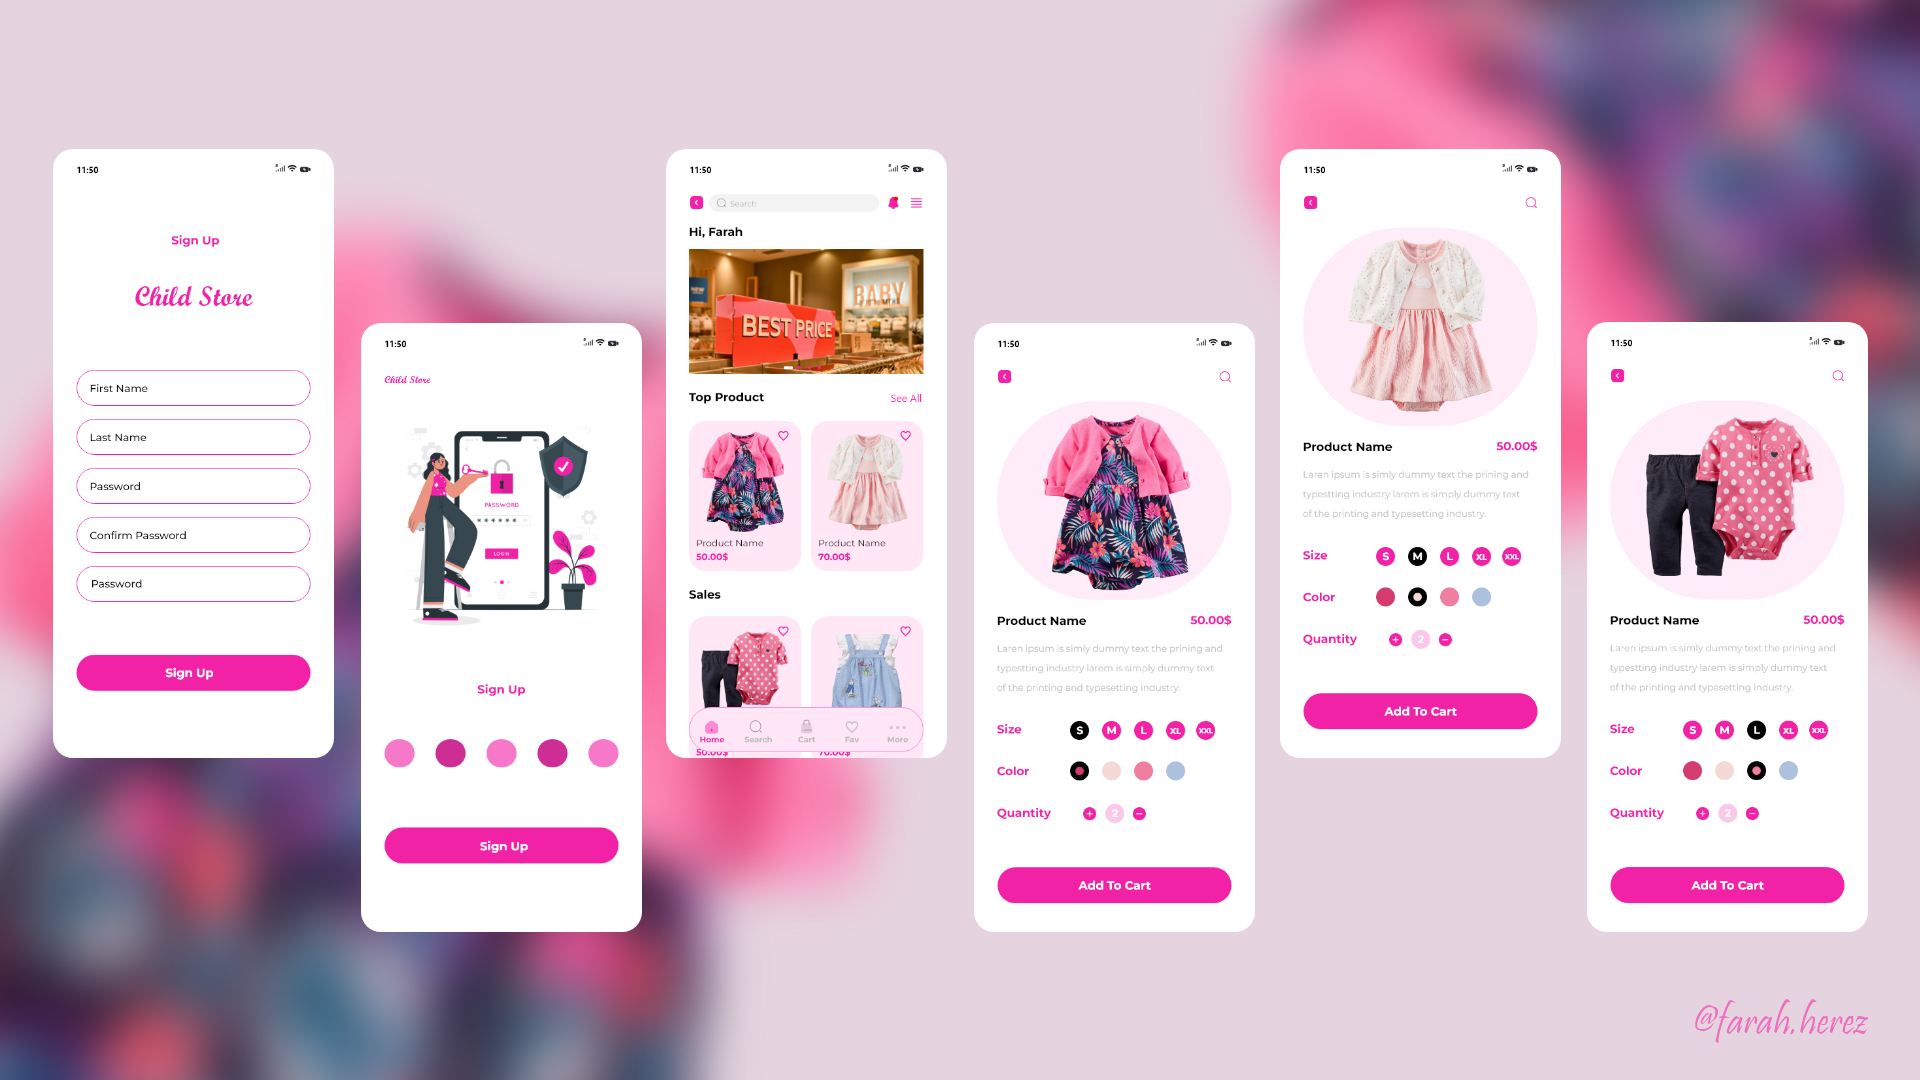 11:50
Sign Up
Child Store
First Name
Last Name
Password
Confirm Password
Password
Sign Up
11:50
Child Store
PASSWORD
LOGIN
Sign Up
Sign Up
11:50
Search
Hi, Farah
BABY
BEST PRICE
Top Product
See All
Product Name
50.00$
Product Name
70.00$
Sales
Home
Search
Cart
Fav
More
50.00$
70.00$
11:50
Product Name
50.00$
Laren ipsum is simly dummy text the prining and
typestting industry larem is simply dummy text
of the printing and typesetting industry.
Size
S
M
L
XL
XXL
Color
Quantity
+
2
−
Add To Cart
11:50
Product Name
50.00$
Laren ipsum is simly dummy text the prining and
typestting industry larem is simply dummy text
of the printing and typesetting industry.
Size
S
M
L
XL
XXL
Color
Quantity
+
2
−
Add To Cart
11:50
Product Name
50.00$
Laren ipsum is simly dummy text the prining and
typestting industry larem is simply dummy text
of the printing and typesetting industry.
Size
S
M
L
XL
XXL
Color
Quantity
+
2
−
Add To Cart
@farah.herez